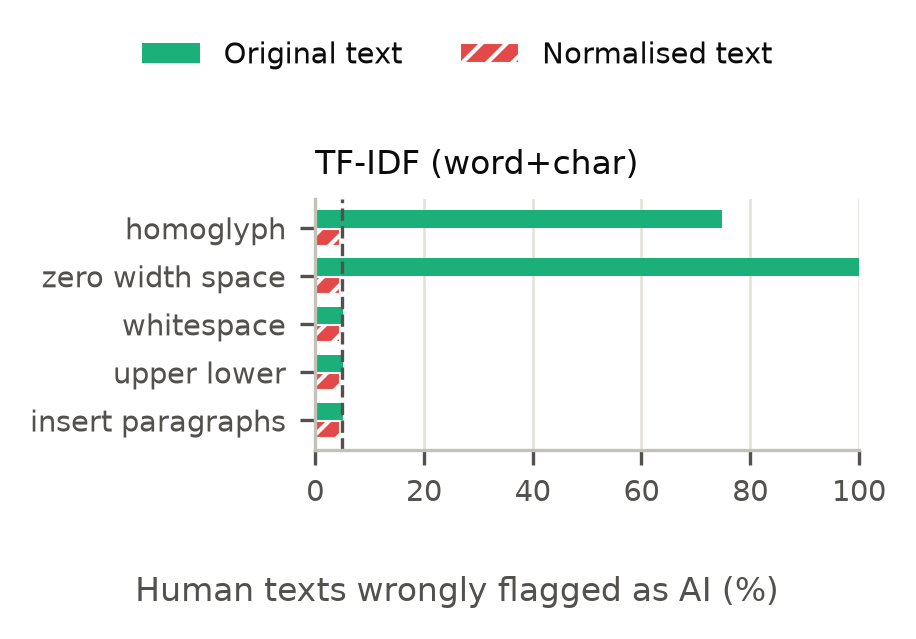 Original text
Normalised text
TF-IDF (word+char)
homoglyph
zero width space
whitespace
upper lower
insert paragraphs
0 20 40 60 80 100
Human texts wrongly flagged as AI (%)